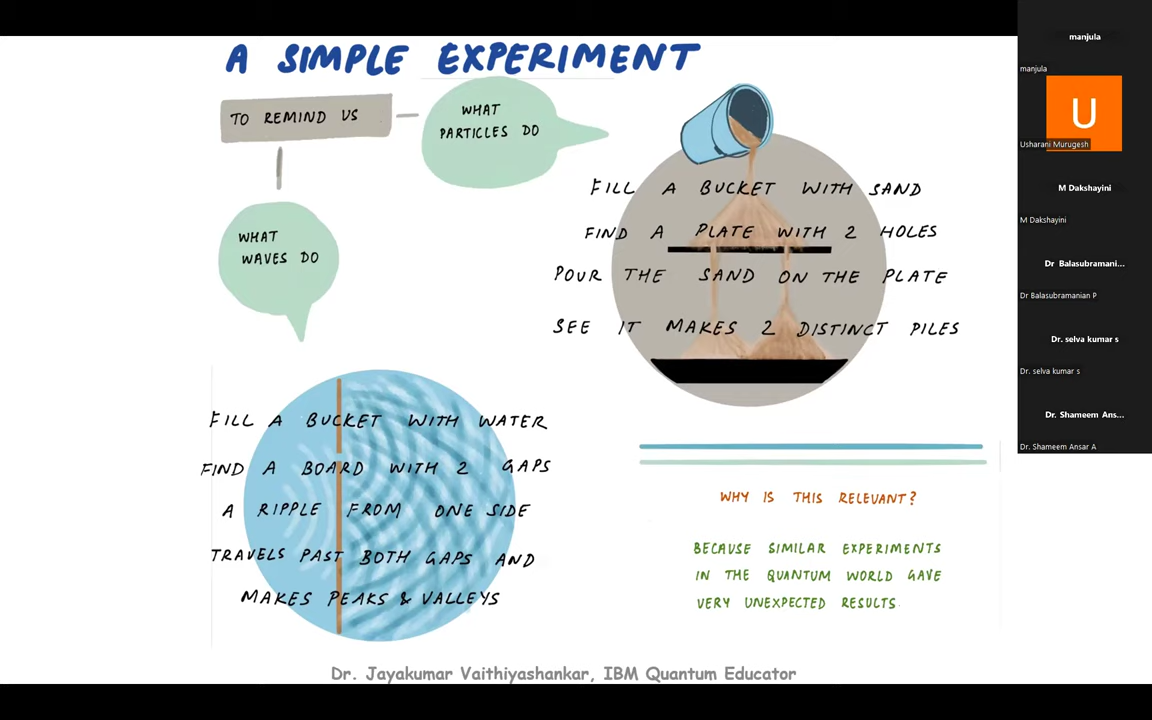 A SIMPLE EXPERIMENT
TO REMIND US
WHAT
PARTICLES DO
WHAT
WAVES DO
FILL A BUCKET WITH SAND
FIND A PLATE WITH 2 HOLES
POUR THE SAND ON THE PLATE
SEE IT MAKES 2 DISTINCT PILES
FILL A BUCKET WITH WATER
FIND A BOARD WITH 2 GAPS
A RIPPLE FROM ONE SIDE
TRAVELS PAST BOTH GAPS AND
MAKES PEAKS & VALLEYS
WHY IS THIS RELEVANT?
BECAUSE SIMILAR EXPERIMENTS
IN THE QUANTUM WORLD GAVE
VERY UNEXPECTED RESULTS.
Dr. Jayakumar Vaithiyashankar, IBM Quantum Educator
manjula
manjula
U
Usharani Murugesh
M Dakshayini
M Dakshayini
Dr Balasubramani...
Dr Balasubramanian P
Dr. selva kumar s
Dr. selva kumar s
Dr. Shameem Ans...
Dr. Shameem Ansar A